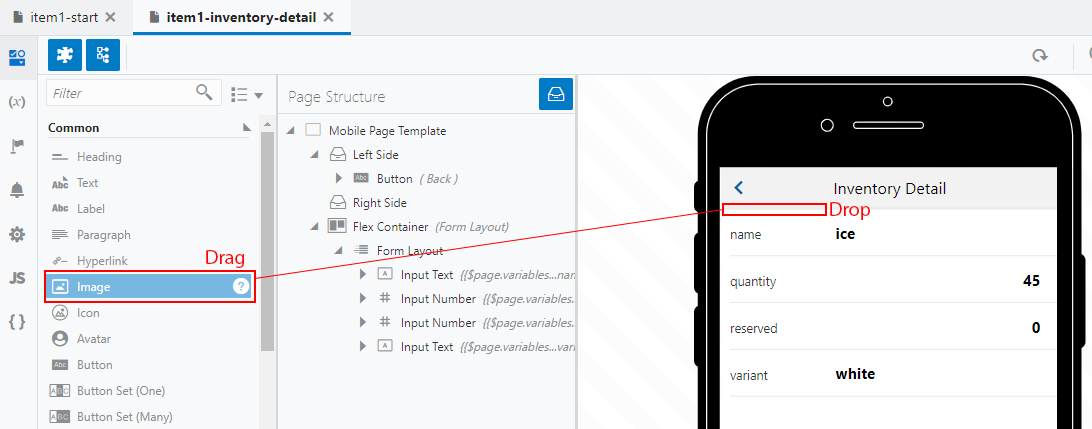 item1-start
item1-inventory-detail
Filter
Common
Heading
Text
Label
Paragraph
Hyperlink
Image
Icon
Avatar
Button
Button Set (One)
Button Set (Many)
Drag
Page Structure
Mobile Page Template
Left Side
Button ( Back )
Right Side
Flex Container (Form Layout)
Form Layout
Input Text {{$page.variables...nam
Input Number {{$page.variables.
Input Number {{$page.variables.
Input Text {{$page.variables...vari
Inventory Detail
Drop
name ice
quantity 45
reserved 0
variant white
(x)
JS
{ }
Abc
Abc
Abc
Abc
A
#
#
A
ABC
ABC
?